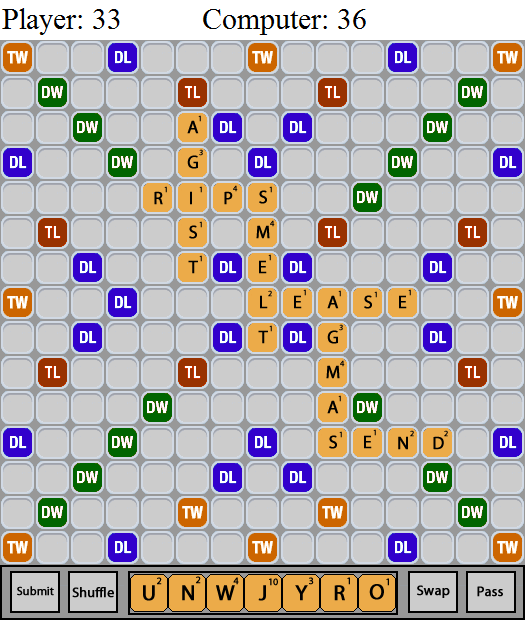 Player: 33 Computer: 36
TW DL TW DL TW
DW TL TL DW
DW A1 DL DL DW
DL DW G3 DL DW DL
R1 I1 P4 S1 DW
TL S1 M4 TL TL
DL T1 DL E1 DL DL
TW DL L2 E1 A1 S1 E1 TW
DL DL T1 DL G3 DL
TL TL M4 TL
DW A1 DW
DL DW DL S1 E1 N2 D2 DL
DW DL DL DW
DW TW TW DW
TW DL TW DL TW
Submit Shuffle U2 N2 W4 J10 Y3 R1 O1 Swap Pass